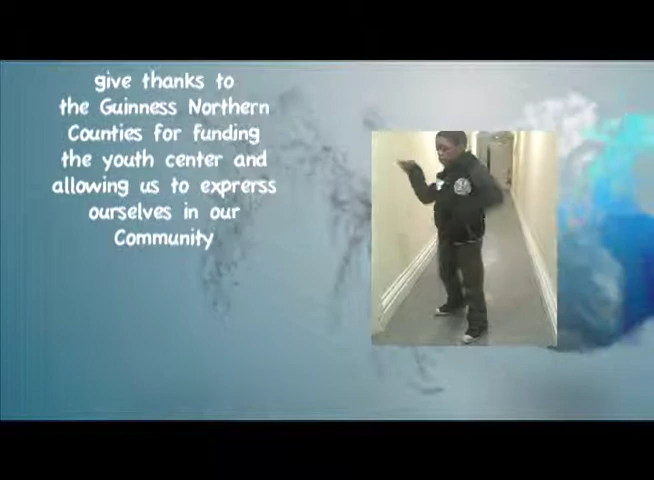 give thanks to
the Guinness Northern
Counties for funding
the youth center and
allowing us to exprerss
ourselves in our
Community